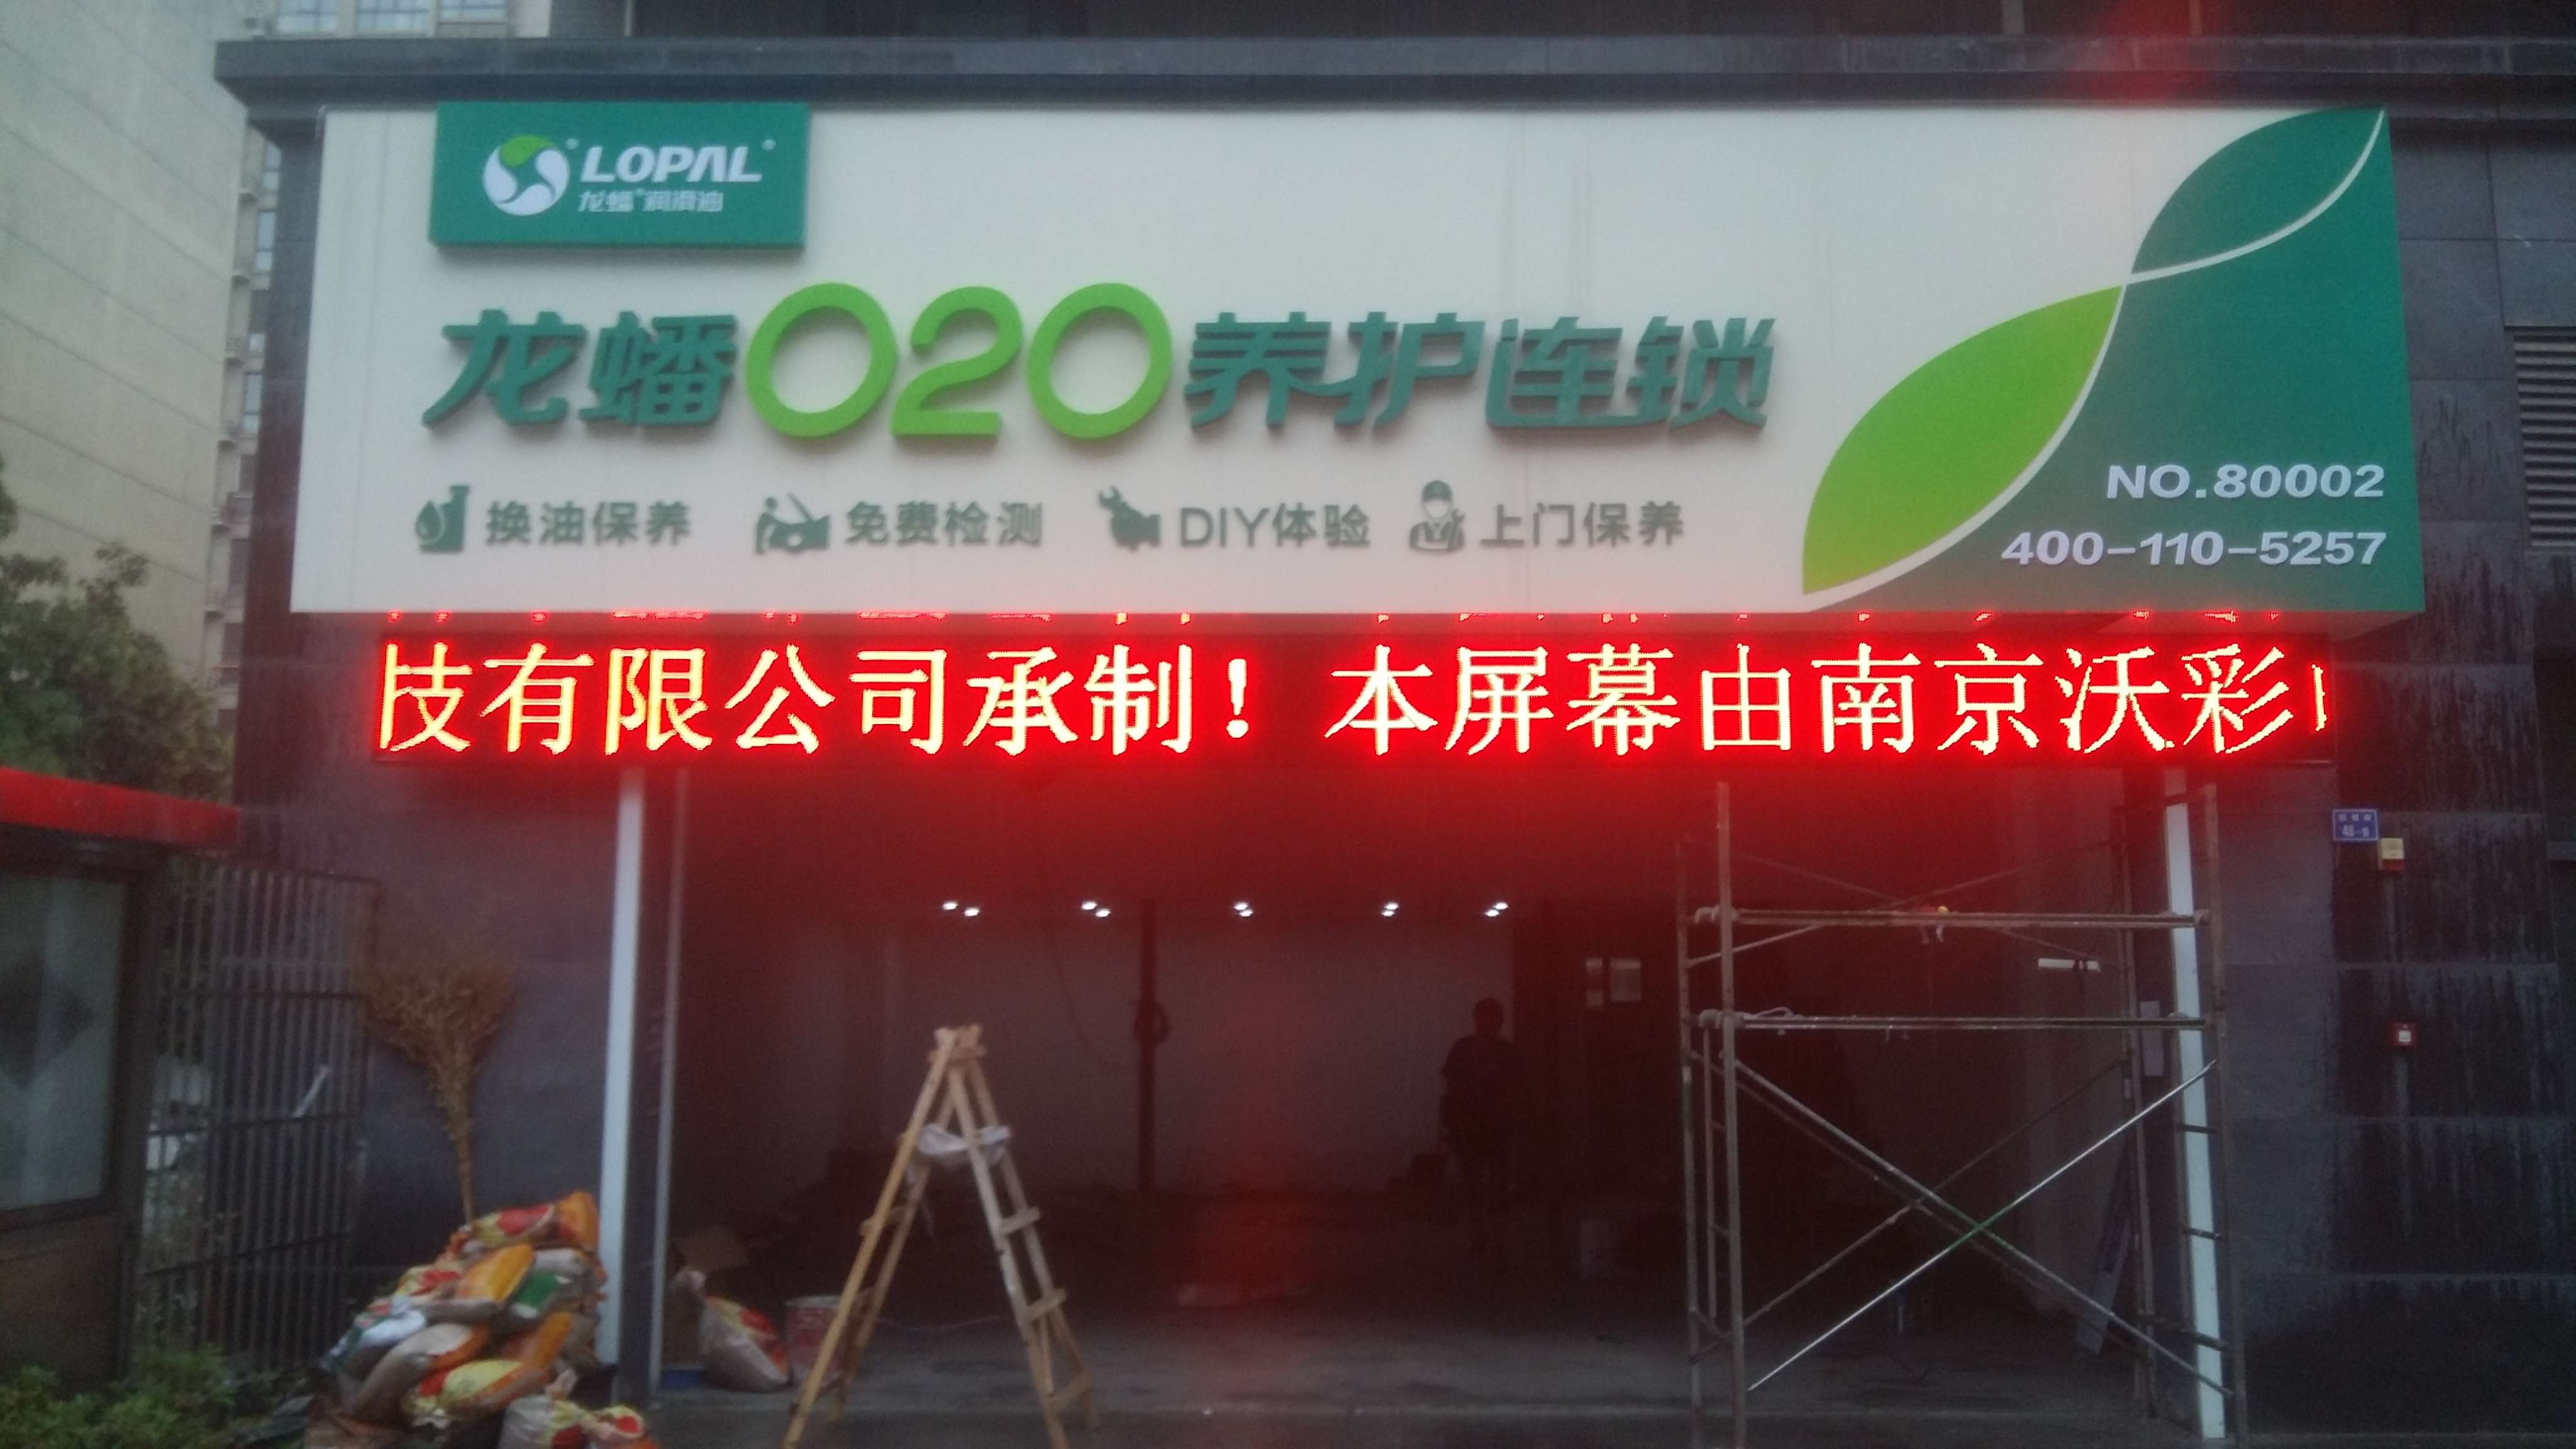 LOPAL
龙蟠润滑油
龙蟠O2O养护连锁
换油保养 免费检测 DIY体验 上门保养
NO.80002
400-110-5257
技有限公司承制！ 本屏幕由南京沃彩